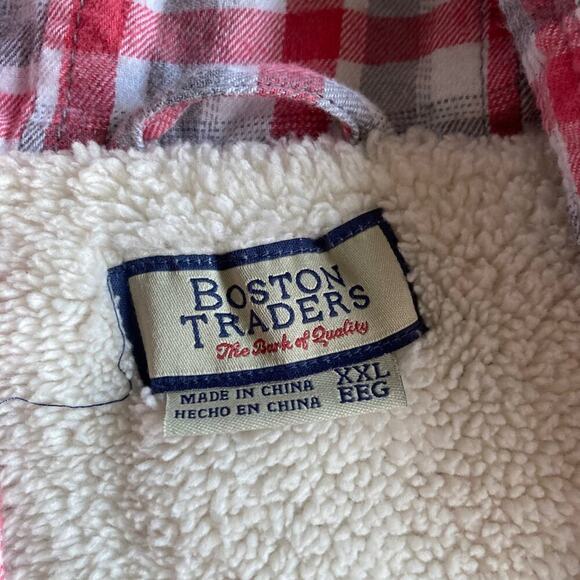 BOSTON
TRADERS
The Bark of Quality
MADE IN CHINA XXL
HECHO EN CHINA EEG